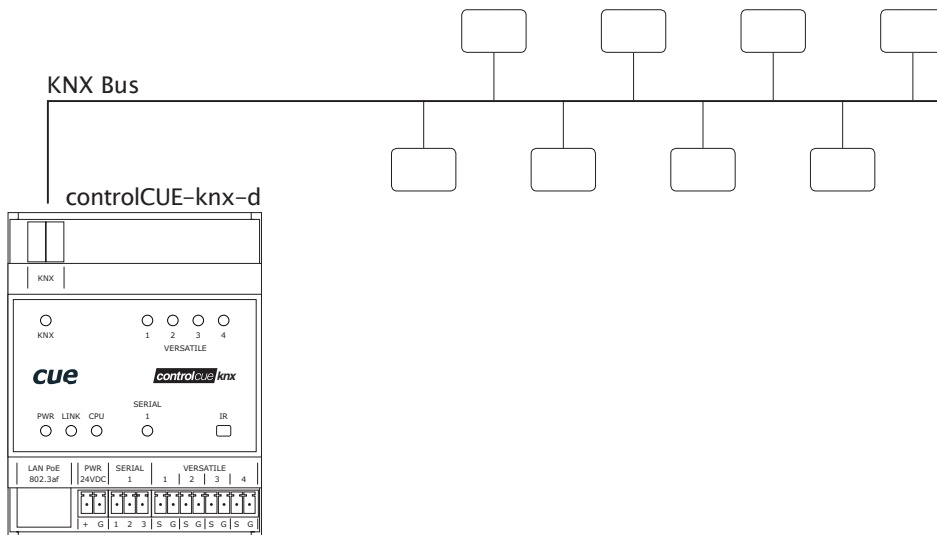 KNX Bus
controlCUE-knx-d
KNX
KNX
1 2 3 4
VERSATILE
cue
controlcue knx
SERIAL
PWR LINK CPU 1 IR
LAN PoE PWR SERIAL VERSATILE
802.3af 24VDC 1 1 2 3 4
+ G 1 2 3 S G S G S G S G